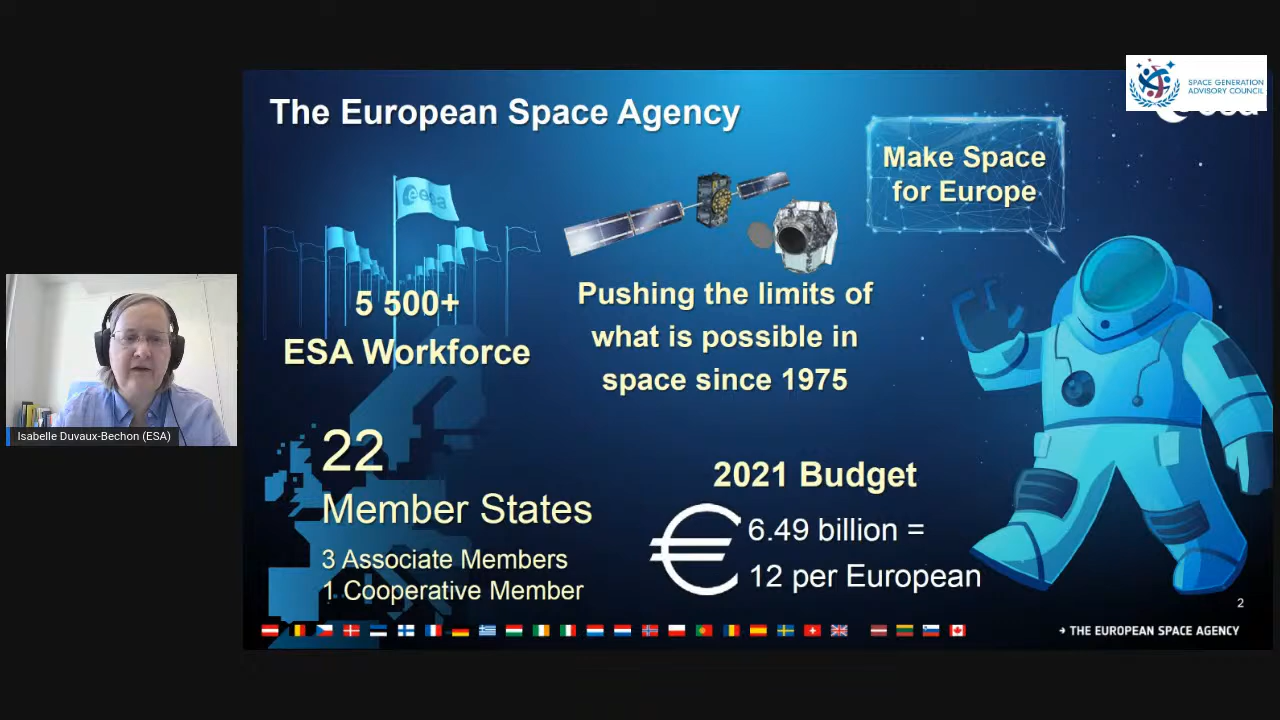 The European Space Agency
SPACE GENERATION
ADVISORY COUNCIL
esa
Make Space
for Europe
esa
5 500+
ESA Workforce
Pushing the limits of
what is possible in
space since 1975
Isabelle Duvaux-Bechon (ESA)
22
Member States
3 Associate Members
1 Cooperative Member
2021 Budget
€ 6.49 billion =
12 per European
2
→ THE EUROPEAN SPACE AGENCY